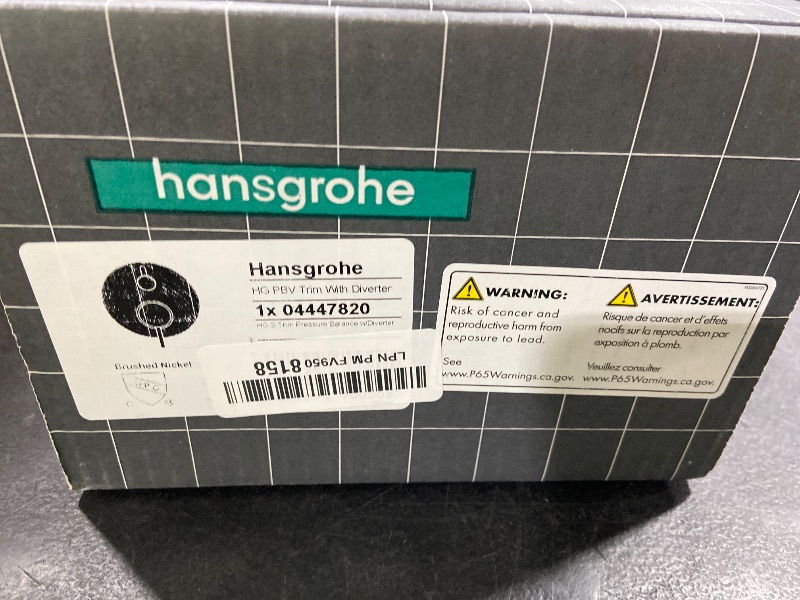 hansgrohe
Hansgrohe
HG PBV Trim With Diverter
1x 04447820
HG S Trim Pressure Balance w/Diverter
Brushed Nickel
LPN PM FV950 8158
WARNING:
Risk of cancer and
reproductive harm from
exposure to lead.
See
www.P65Warnings.ca.gov.
AVERTISSEMENT:
Risque de cancer et d'effets
nocifs sur la reproduction par
exposition à plomb.
Veuillez consulter
www.P65Warnings.ca.gov.